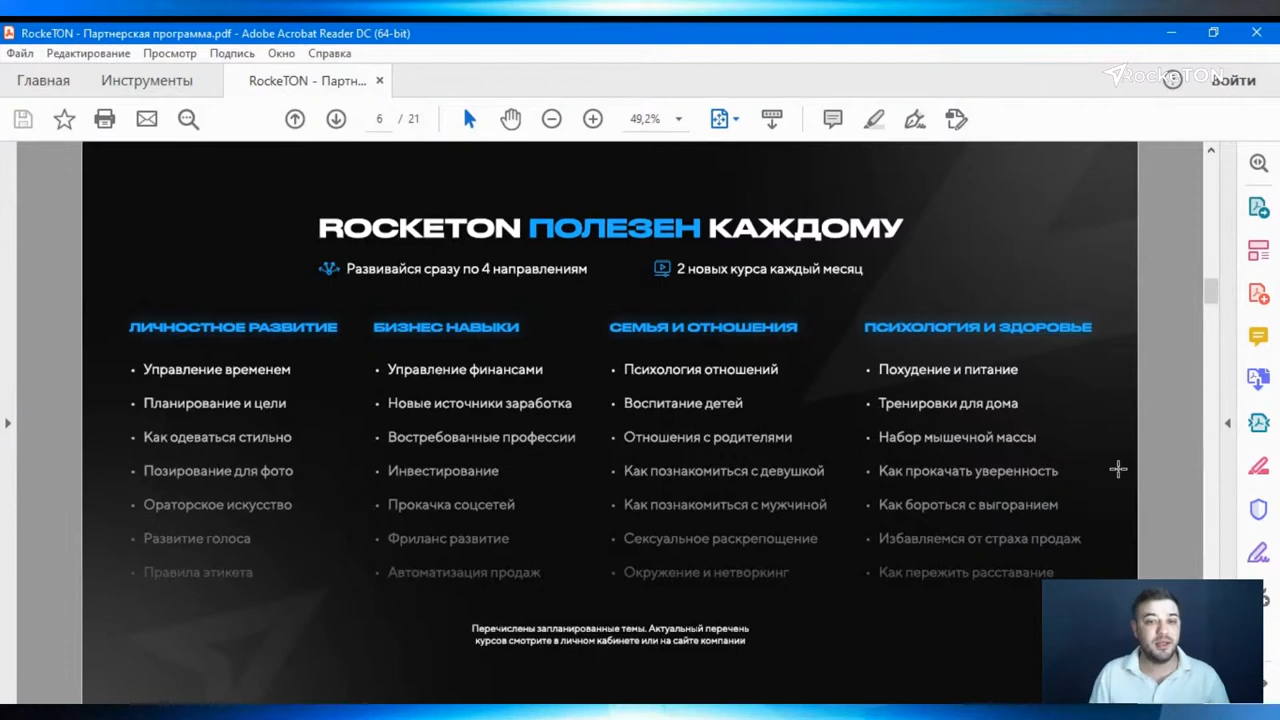 RockeTON - Партнерская программа.pdf - Adobe Acrobat Reader DC (64-bit)
Файл Редактирование Просмотр Подпись Окно Справка
Главная Инструменты RockeTON - Партн... Войти
RockeTON
6 / 21 49,2%
ROCKETON ПОЛЕЗЕН КАЖДОМУ
Развивайся сразу по 4 направлениям 2 новых курса каждый месяц
ЛИЧНОСТНОЕ РАЗВИТИЕ
• Управление временем
• Планирование и цели
• Как одеваться стильно
• Позирование для фото
• Ораторское искусство
• Развитие голоса
• Правила этикета
БИЗНЕС НАВЫКИ
• Управление финансами
• Новые источники заработка
• Востребованные профессии
• Инвестирование
• Прокачка соцсетей
• Фриланс развитие
• Автоматизация продаж
СЕМЬЯ И ОТНОШЕНИЯ
• Психология отношений
• Воспитание детей
• Отношения с родителями
• Как познакомиться с девушкой
• Как познакомиться с мужчиной
• Сексуальное раскрепощение
• Окружение и нетворкинг
ПСИХОЛОГИЯ И ЗДОРОВЬЕ
• Похудение и питание
• Тренировки для дома
• Набор мышечной массы
• Как прокачать уверенность
• Как бороться с выгоранием
• Избавляемся от страха продаж
• Как пережить расставание
Перечислены запланированные темы. Актуальный перечень
курсов смотрите в личном кабинете или на сайте компании